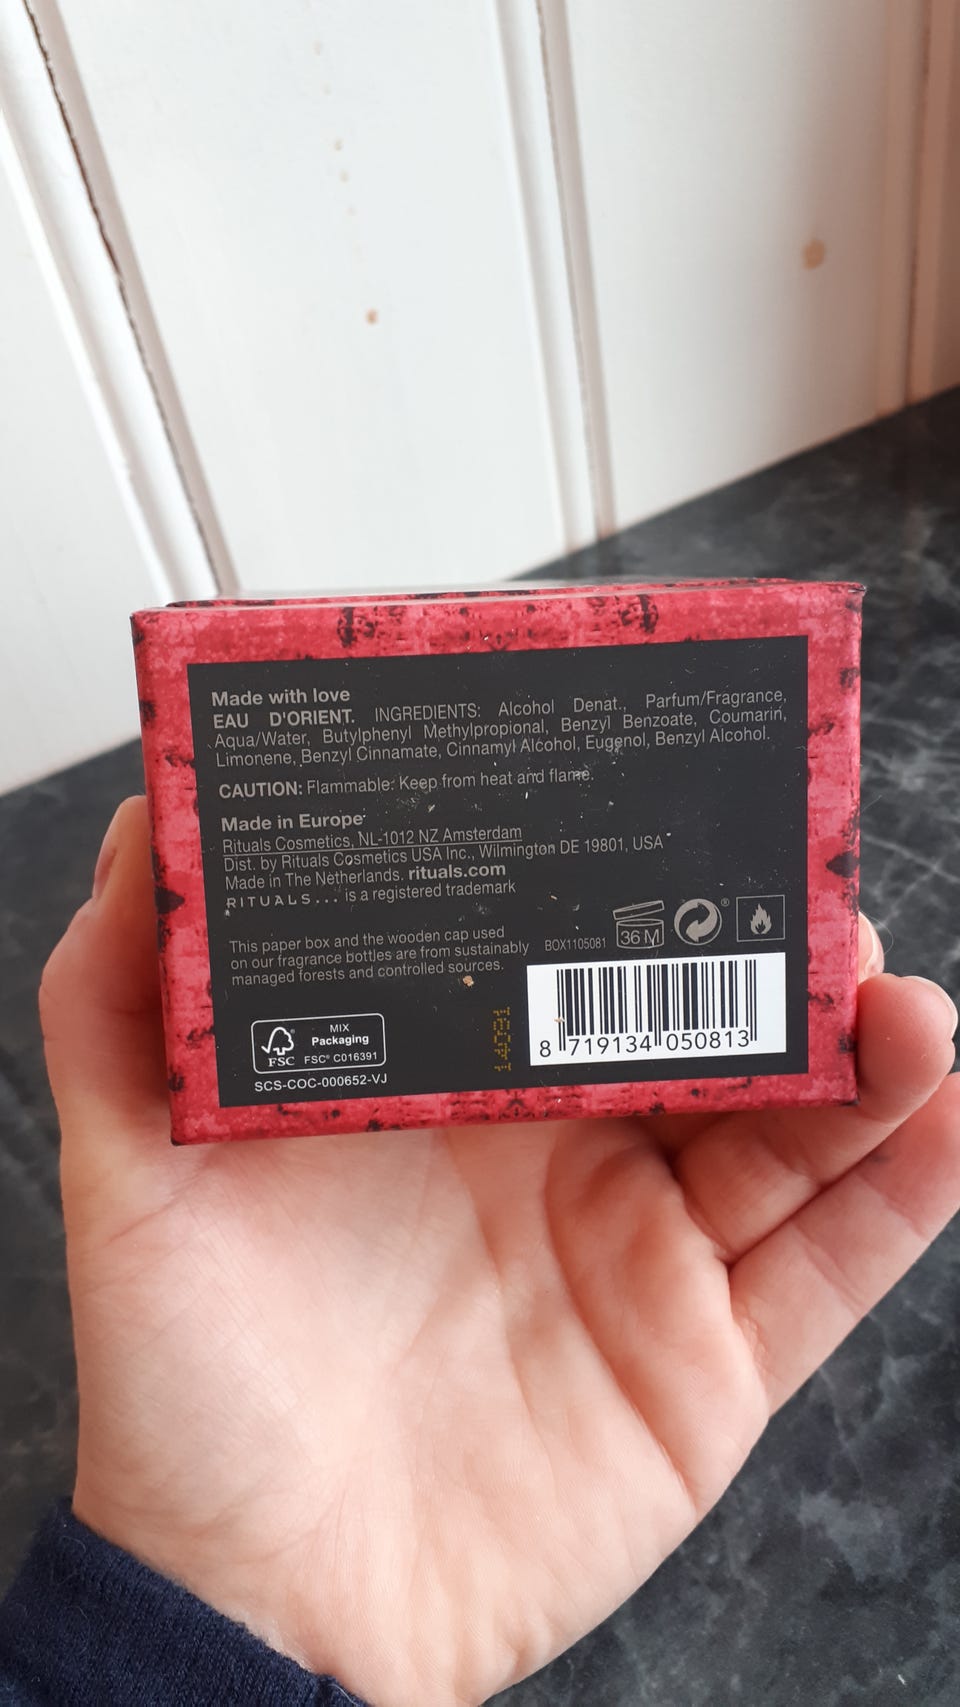 Made with love
EAU D'ORIENT. INGREDIENTS: Alcohol Denat., Parfum/Fragrance,
Aqua/Water, Butylphenyl Methylpropional, Benzyl Benzoate, Coumarin,
Limonene, Benzyl Cinnamate, Cinnamyl Alcohol, Eugenol, Benzyl Alcohol.
CAUTION: Flammable: Keep from heat and flame.
Made in Europe
Rituals Cosmetics, NL-1012 NZ Amsterdam
Dist. by Rituals Cosmetics USA Inc., Wilmington DE 19801, USA
Made in The Netherlands. rituals.com
RITUALS... is a registered trademark
This paper box and the wooden cap used
on our fragrance bottles are from sustainably
managed forests and controlled sources.
BOX1105081
36 M
®
FSC
MIX
Packaging
FSC® C016391
SCS-COC-000652-VJ
14081
8 719134 050813